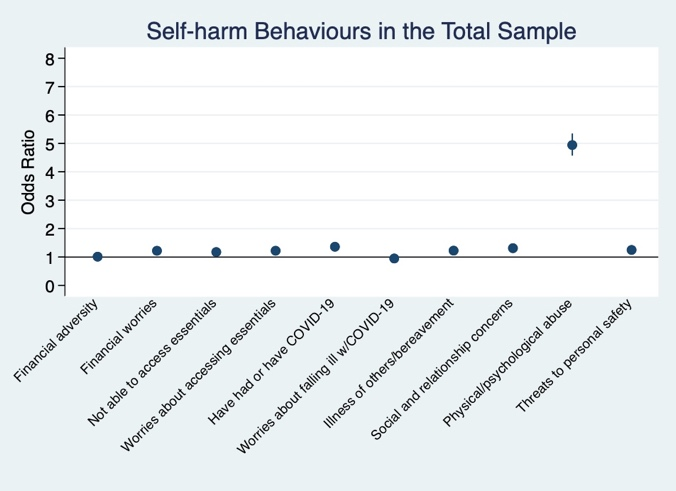 Self-harm Behaviours in the Total Sample
8
7
6
5
4
3
2
1
0
Odds Ratio
Financial adversity
Financial worries
Not able to access essentials
Worries about accessing essentials
Have had or have COVID-19
Worries about falling ill w/COVID-19
Illness of others/bereavement
Social and relationship concerns
Physical/psychological abuse
Threats to personal safety